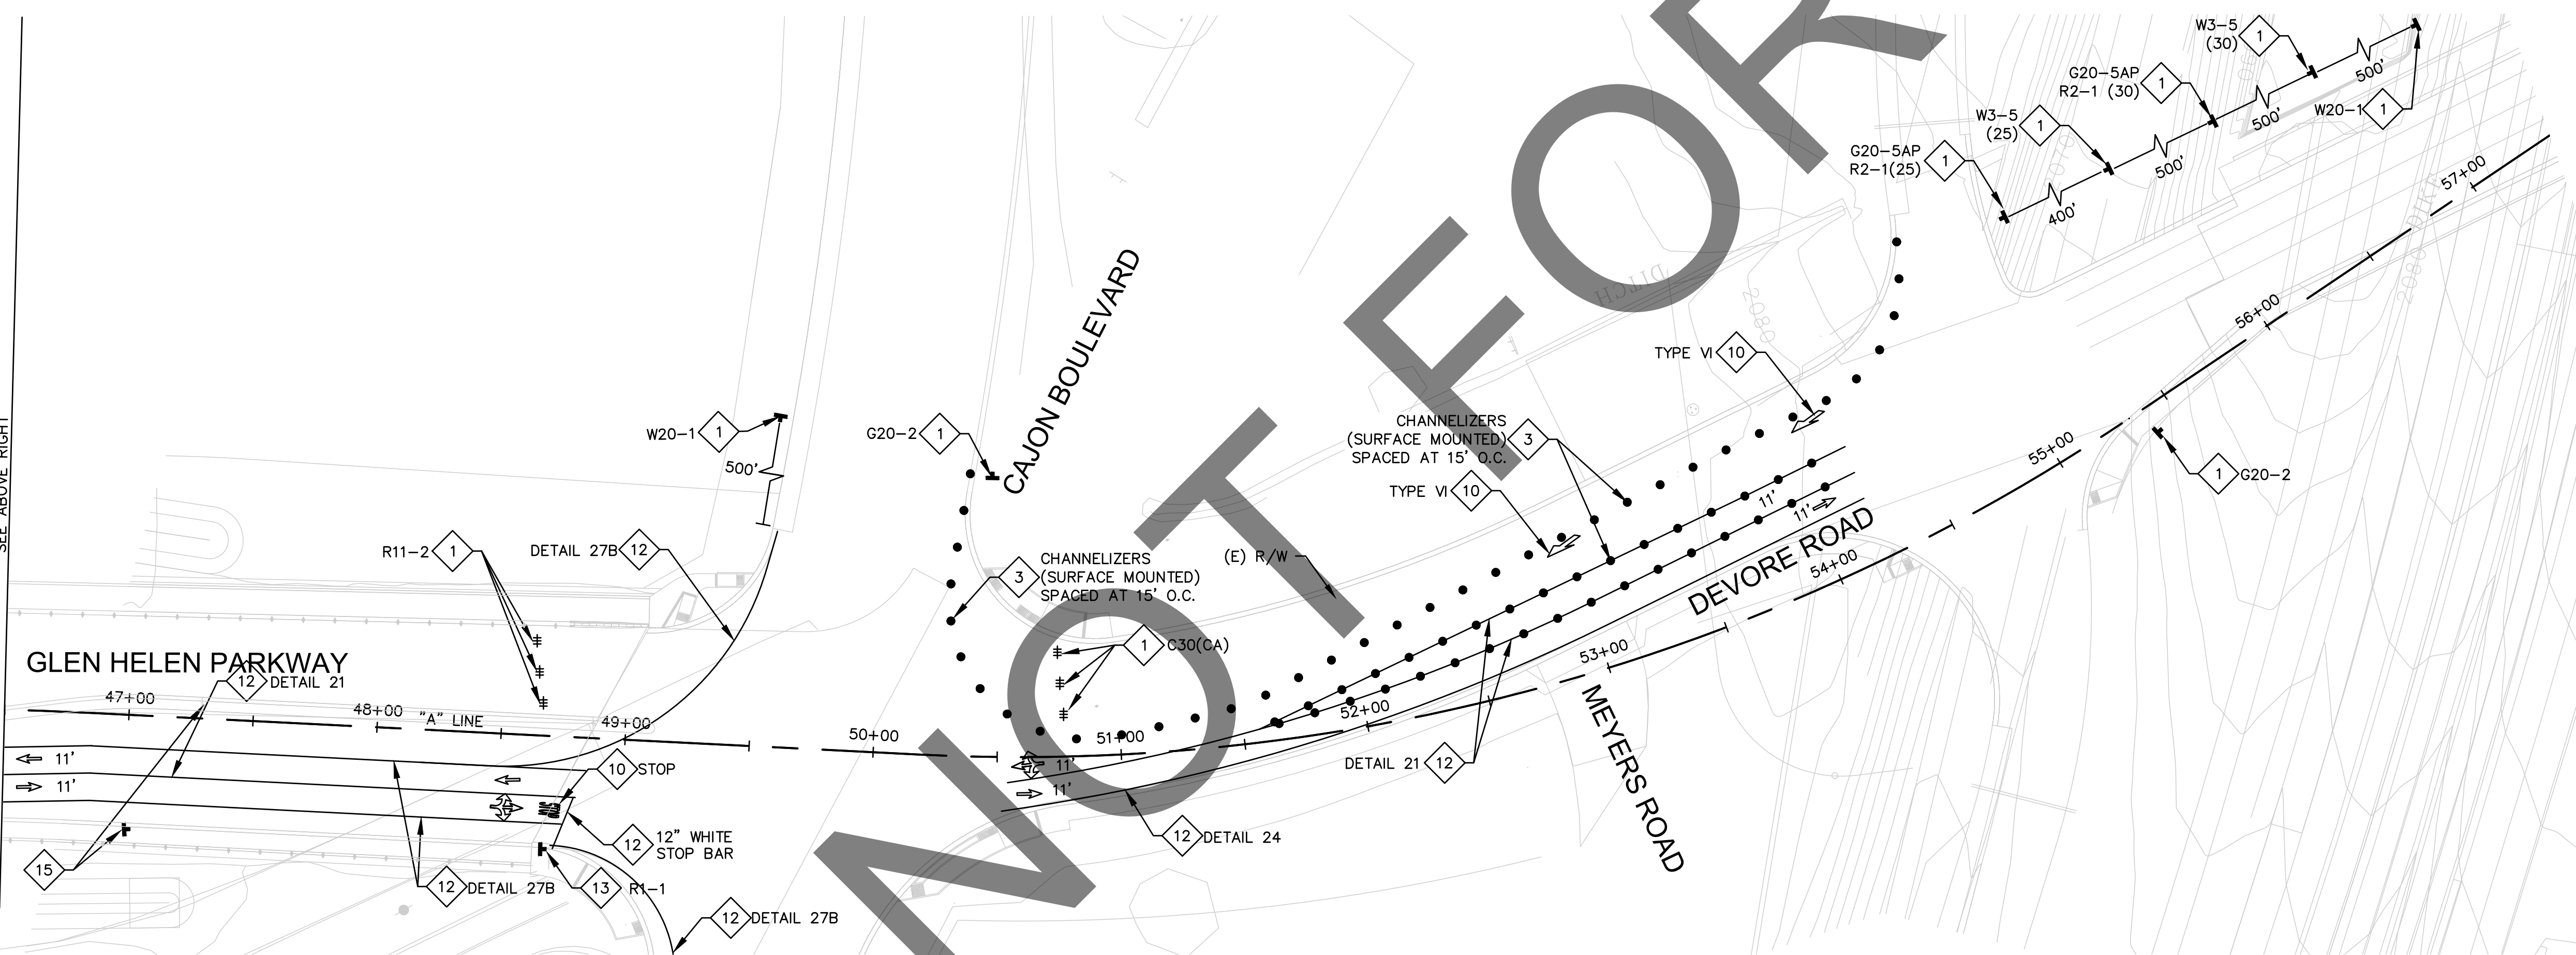 W3-5
(30)
1
500'
G20-5AP
R2-1 (30)
1
500'
W20-1
1
W3-5
(25)
1
500'
G20-5AP
R2-1(25)
1
400'
57+00
56+00
55+00
54+00
53+00
52+00
51+00
50+00
49+00
48+00
47+00
"A" LINE
SEE ABOVE RIGHT
NOT FOR
DITCH
2080
TYPE VI
10
CHANNELIZERS
(SURFACE MOUNTED)
SPACED AT 15' O.C.
3
TYPE VI
10
W20-1
1
500'
G20-2
1
CAJON BOULEVARD
1
G20-2
11'
11'
DEVORE ROAD
MEYERS ROAD
R11-2
1
DETAIL 27B
12
3
CHANNELIZERS
(SURFACE MOUNTED)
SPACED AT 15' O.C.
(E) R/W
1
C30(CA)
GLEN HELEN PARKWAY
12
DETAIL 21
11'
11'
10
STOP
STOP
11'
11'
DETAIL 21
12
12
DETAIL 24
12
12" WHITE
STOP BAR
15
12
DETAIL 27B
13
R1-1
12
DETAIL 27B